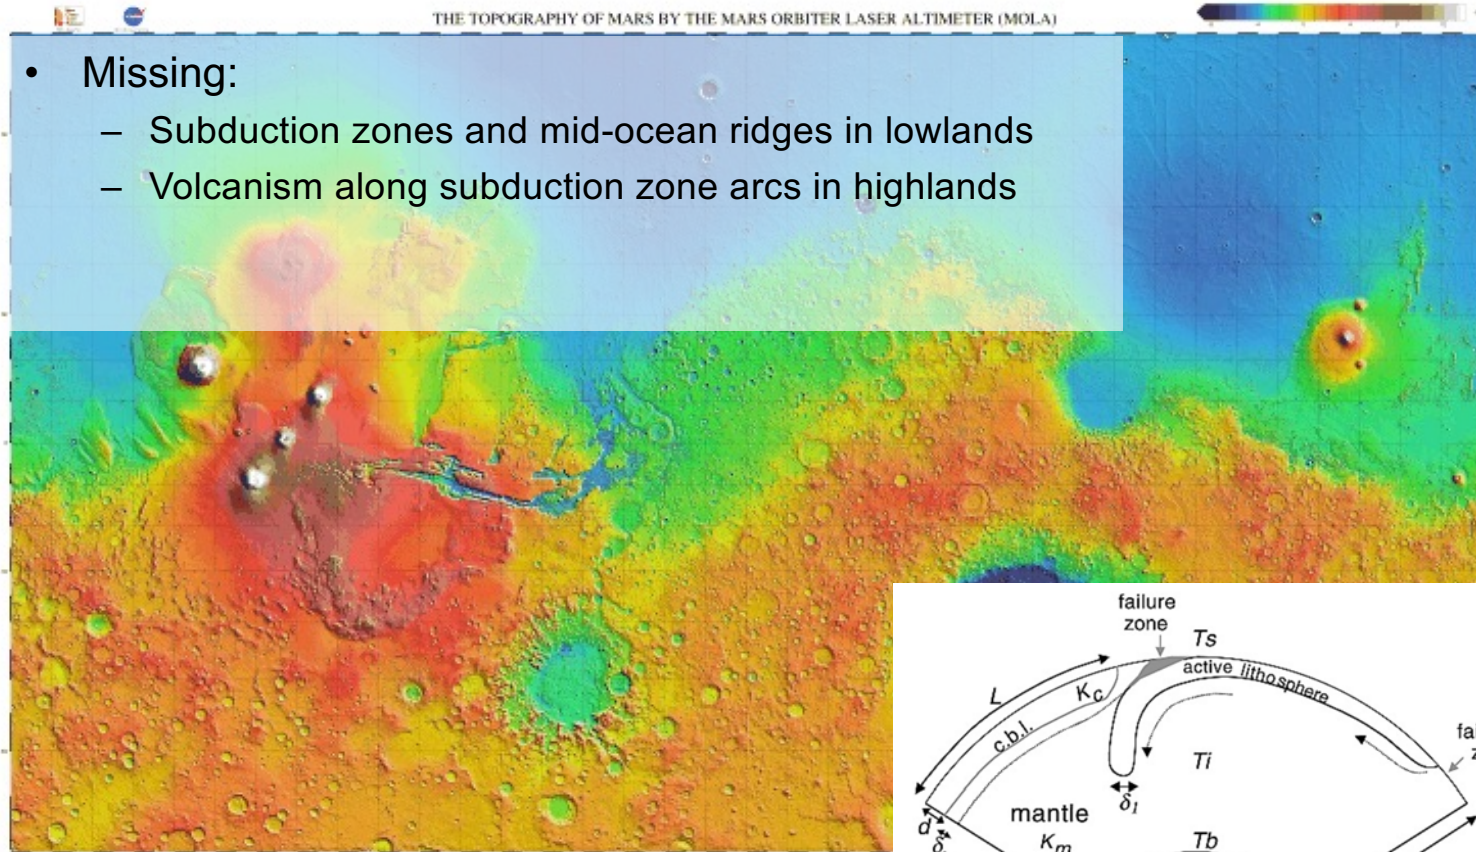 THE TOPOGRAPHY OF MARS BY THE MARS ORBITER LASER ALTIMETER (MOLA)
• Missing:
– Subduction zones and mid-ocean ridges in lowlands
– Volcanism along subduction zone arcs in highlands
failure
zone
Ts
active lithosphere
L
Kc
c.b.l.
Ti
δ1
mantle
d
δ
Km
Tb